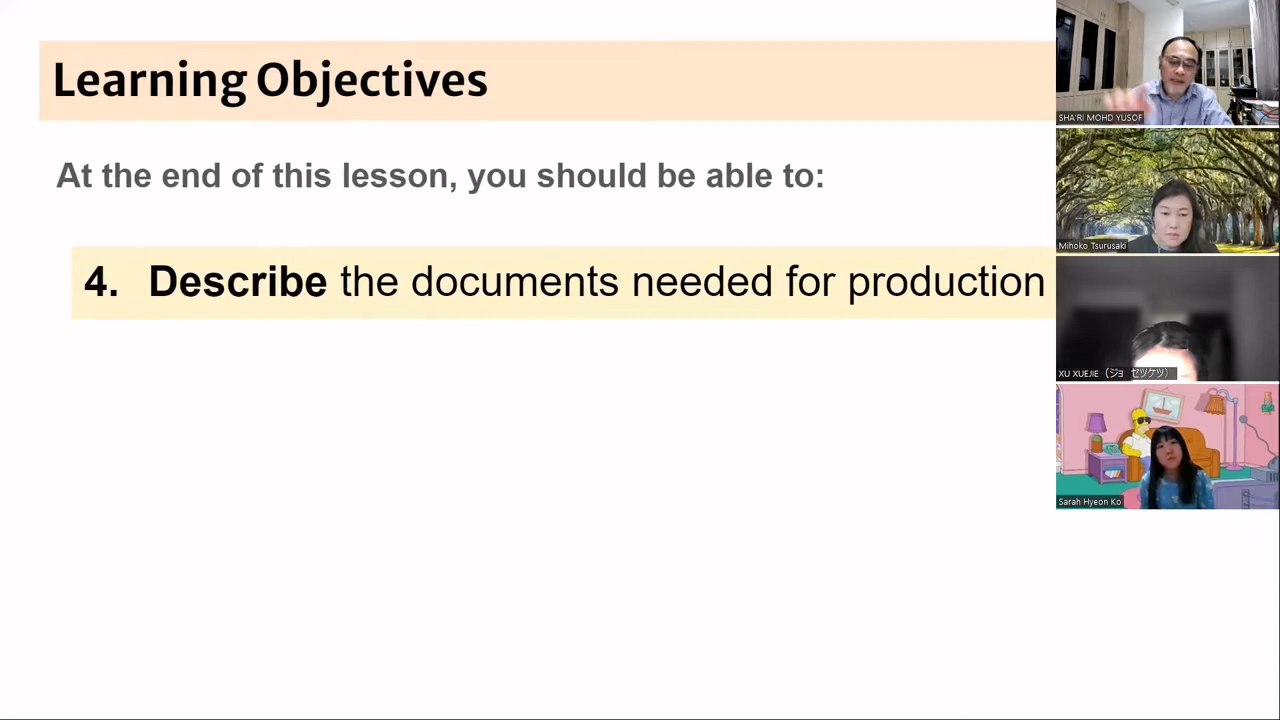 Learning Objectives
At the end of this lesson, you should be able to:
4. Describe the documents needed for production
SHA'RI MOHD YUSOF
Mihoko Tsurusaki
XU XUEJIE（ジョ セツケツ）
Sarah Hyeon Ko